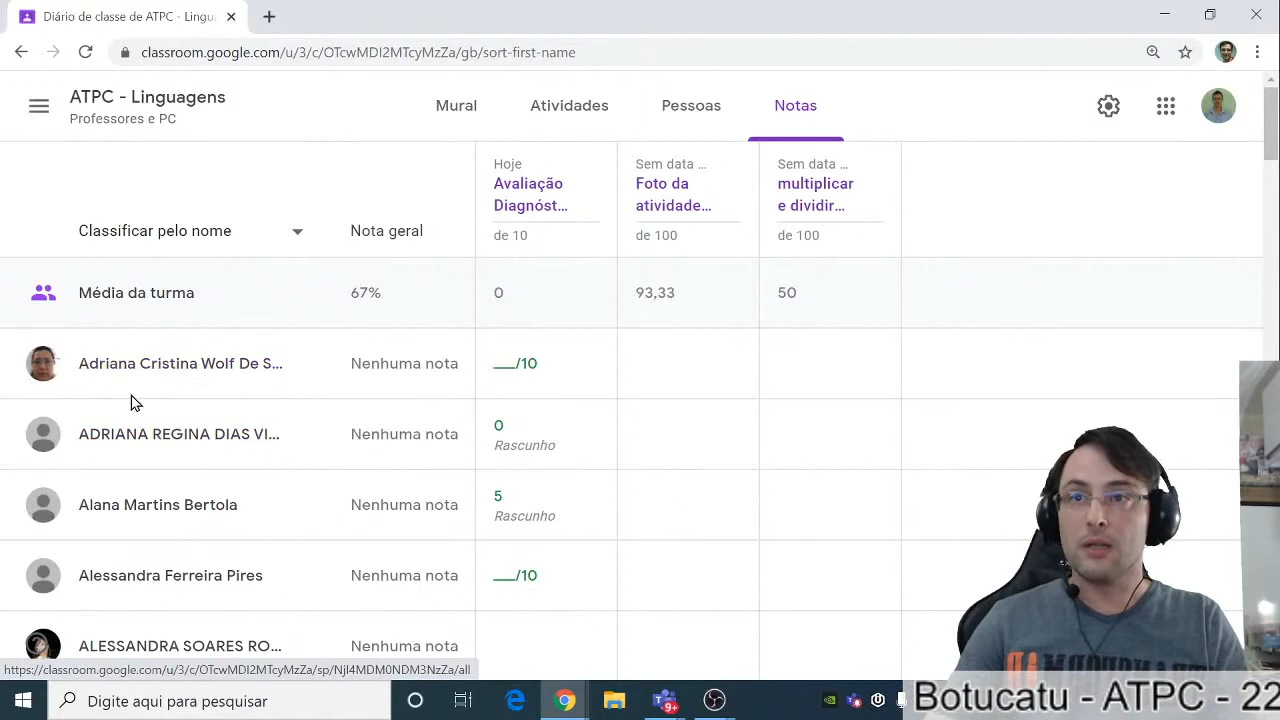 Diário de classe de ATPC - Lingu
classroom.google.com/u/3/c/OTcwMDI2MTcyMzZa/gb/sort-first-name
ATPC - Linguagens
Professores e PC
Mural
Atividades
Pessoas
Notas
Hoje
Avaliação
Diagnóst...
de 10
Sem data ...
Foto da
atividade...
de 100
Sem data ...
multiplicar
e dividir...
de 100
Classificar pelo nome
Nota geral
Média da turma
67%
0
93,33
50
Adriana Cristina Wolf De S...
Nenhuma nota
__/10
ADRIANA REGINA DIAS VI...
Nenhuma nota
0
Rascunho
Alana Martins Bertola
Nenhuma nota
5
Rascunho
Alessandra Ferreira Pires
Nenhuma nota
__/10
ALESSANDRA SOARES RO...
Nenhuma nota
https://classroom.google.com/u/3/c/OTcwMDI2MTcyMzZa/sp/NjI4MDM0NDM3NzZa/all
Digite aqui para pesquisar
9+
Botucatu - ATPC - 22